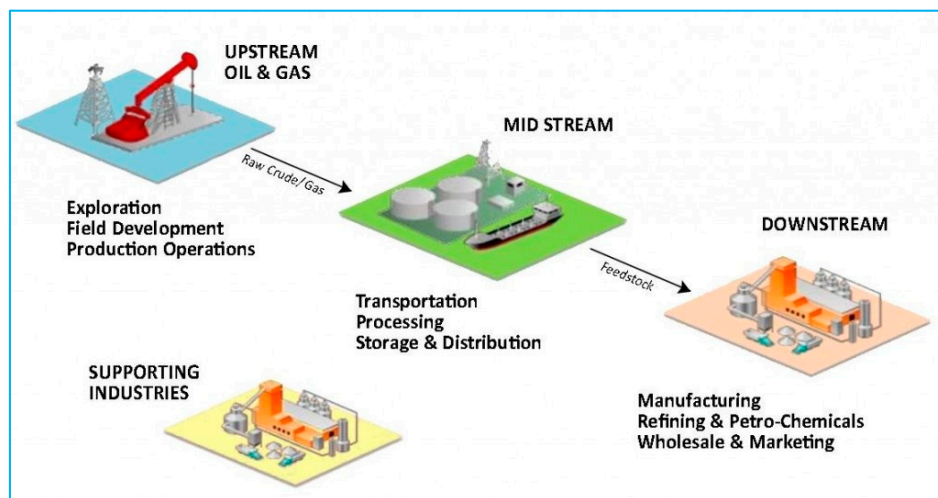 UPSTREAM
OIL & GAS
MID STREAM
Raw Crude/Gas
Exploration
Field Development
Production Operations
DOWNSTREAM
Feedstock
Transportation
Processing
Storage & Distribution
SUPPORTING
INDUSTRIES
Manufacturing
Refining & Petro-Chemicals
Wholesale & Marketing